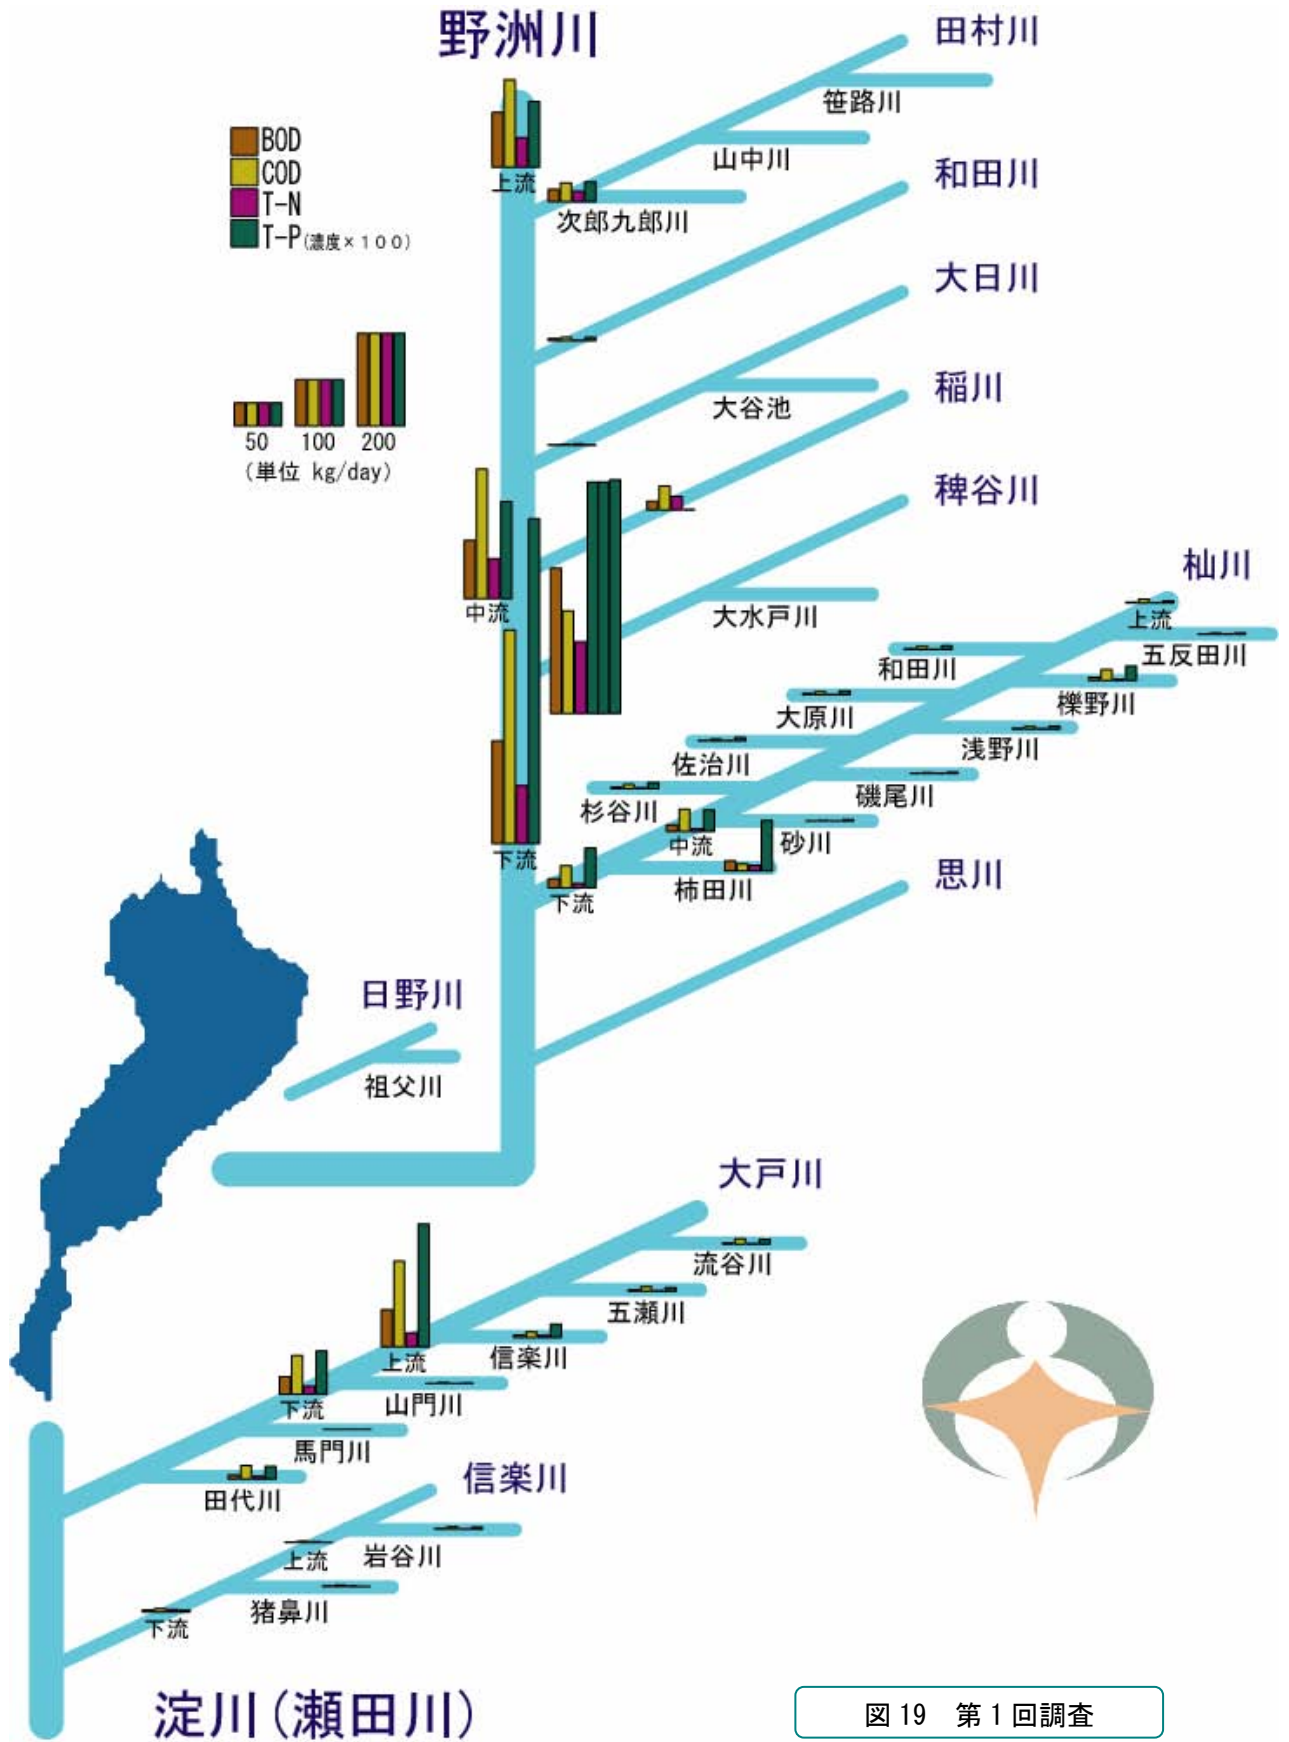 野洲川
田村川
笹路川
BOD
COD
T-N
T-P(濃度×100)
山中川
上流
和田川
次郎九郎川
大日川
50 100 200
(単位 kg/day)
大谷池
稲川
稗谷川
中流
大水戸川
杣川
上流
五反田川
和田川
櫟野川
大原川
浅野川
佐治川
磯尾川
杉谷川
中流
砂川
下流
下流
柿田川
思川
日野川
祖父川
大戸川
流谷川
五瀬川
信楽川
上流
山門川
下流
馬門川
田代川
信楽川
上流
岩谷川
猪鼻川
下流
淀川(瀬田川)
図19 第1回調査